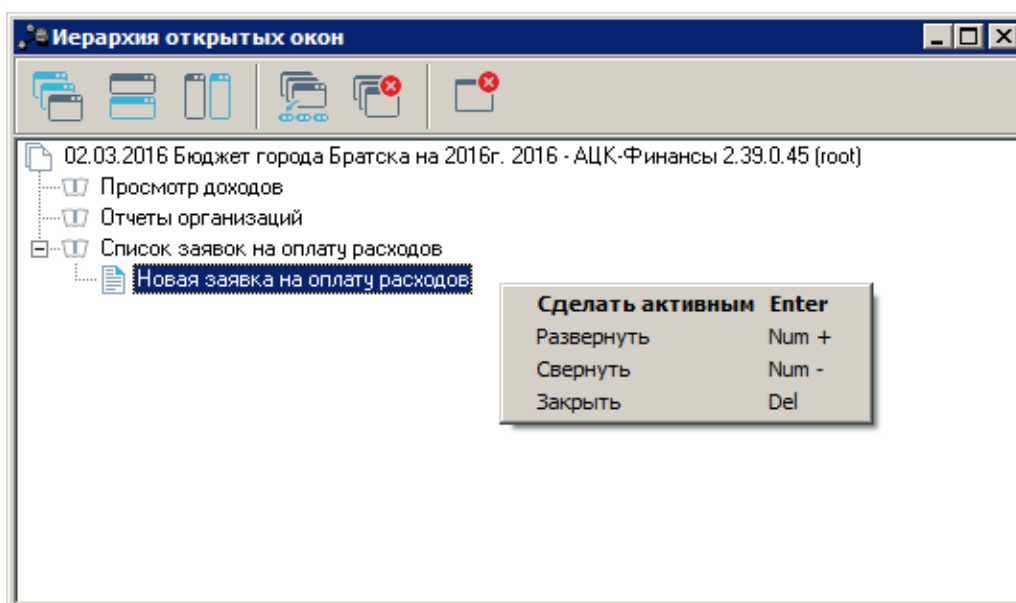 Иерархия открытых окон
02.03.2016 Бюджет города Братска на 2016г. 2016 - АЦК-Финансы 2.39.0.45 (root)
Просмотр доходов
Отчеты организаций
Список заявок на оплату расходов
Новая заявка на оплату расходов
Сделать активным Enter
Развернуть Num +
Свернуть Num -
Закрыть Del